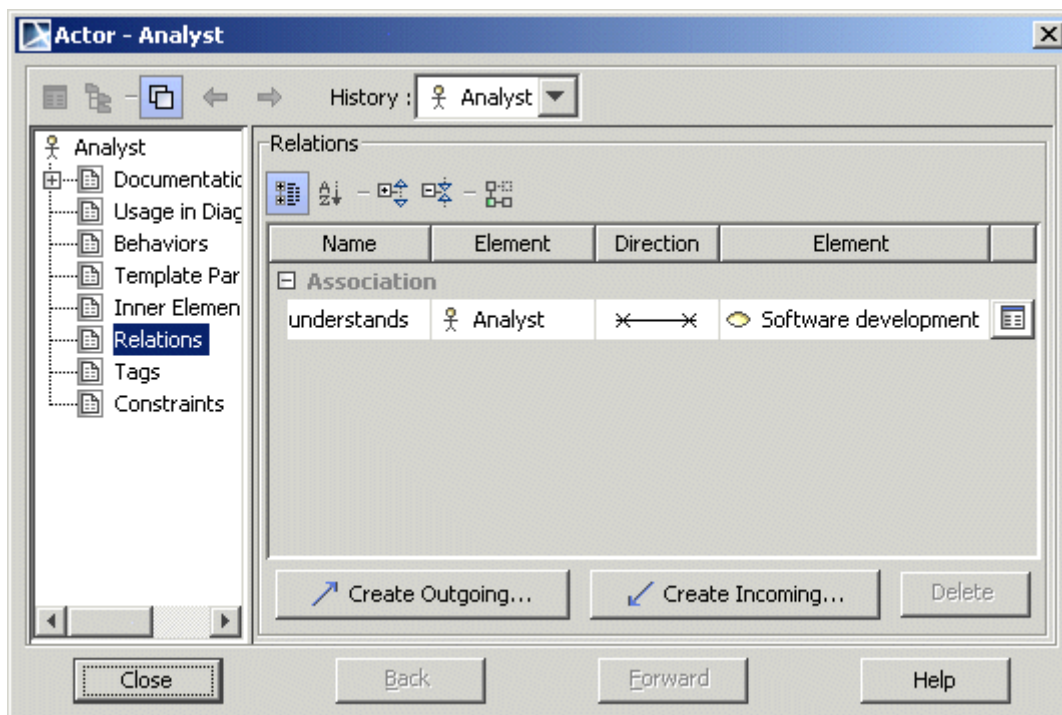 Actor - Analyst
History : Analyst
Analyst
Documentatic
Usage in Diag
Behaviors
Template Par
Inner Elemen
Relations
Tags
Constraints
Relations
Name Element Direction Element
Association
understands Analyst Software development
Create Outgoing... Create Incoming... Delete
Close Back Forward Help